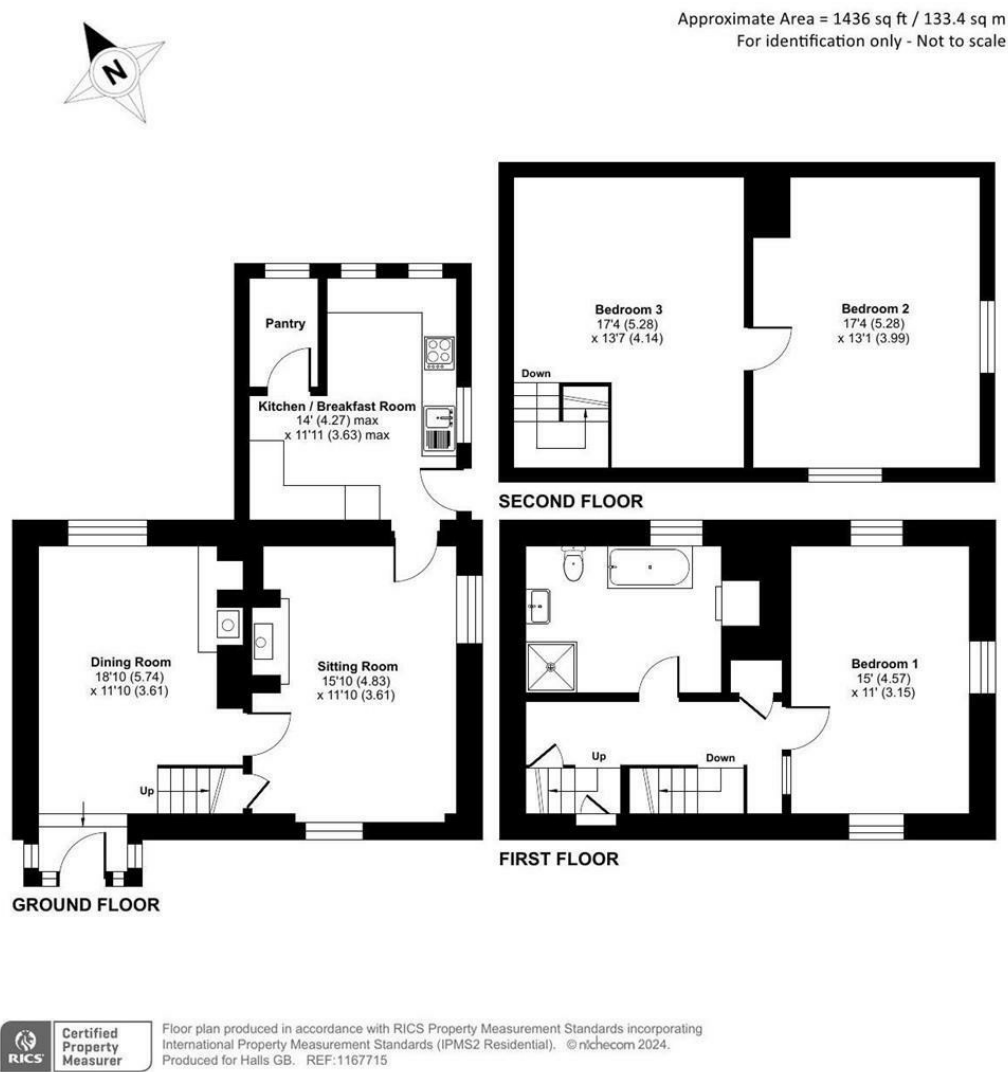 Approximate Area = 1436 sq ft / 133.4 sq m
For identification only - Not to scale
N
Bedroom 3
17'4 (5.28)
x 13'7 (4.14)
Bedroom 2
17'4 (5.28)
x 13'1 (3.99)
Down
SECOND FLOOR
Pantry
Kitchen / Breakfast Room
14' (4.27) max
x 11'11 (3.63) max
Dining Room
18'10 (5.74)
x 11'10 (3.61)
Sitting Room
15'10 (4.83)
x 11'10 (3.61)
Up
GROUND FLOOR
Bedroom 1
15' (4.57)
x 11' (3.15)
Up
Down
FIRST FLOOR
RICS
Certified
Property
Measurer
Floor plan produced in accordance with RICS Property Measurement Standards incorporating
International Property Measurement Standards (IPMS2 Residential). © nichecom 2024.
Produced for Halls GB. REF:1167715